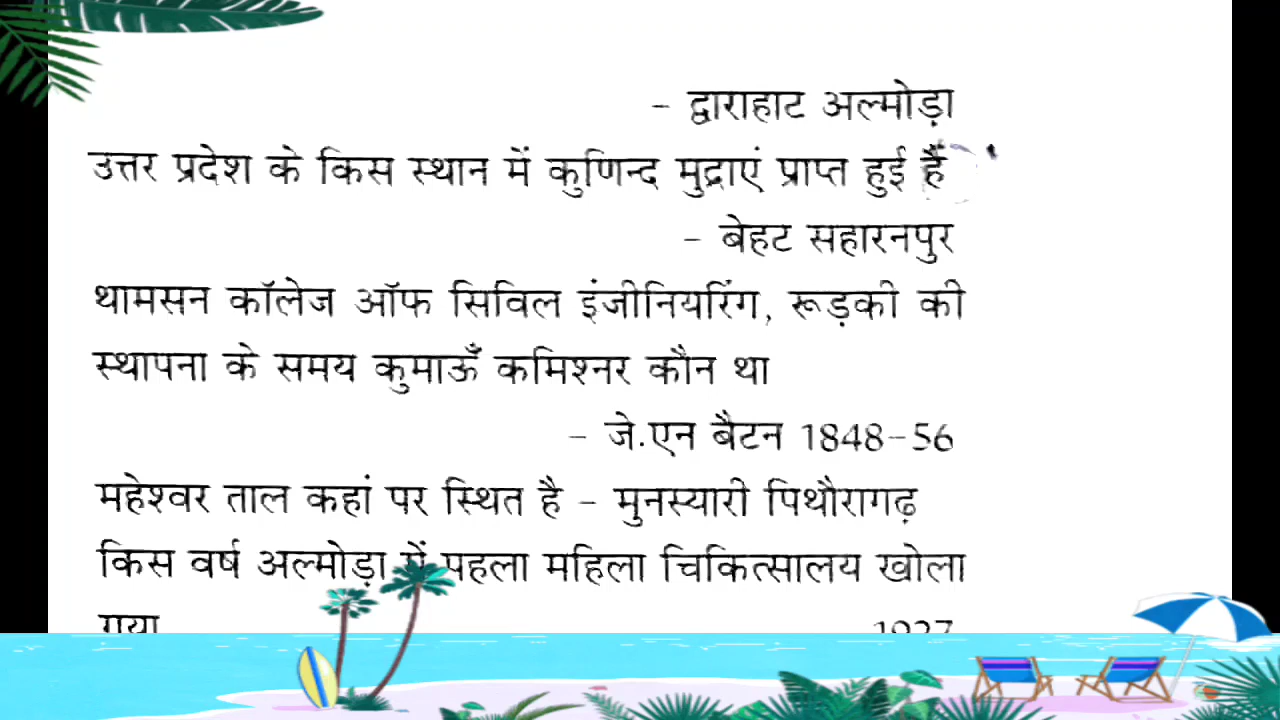 - द्वाराहाट अल्मोड़ा
उत्तर प्रदेश के किस स्थान में कुणिन्द मुद्राएं प्राप्त हुई हैं
- बेहट सहारनपुर
थामसन कॉलेज ऑफ सिविल इंजीनियरिंग, रूड़की की
स्थापना के समय कुमाऊँ कमिश्नर कौन था
- जे.एन बैटन 1848-56
महेश्वर ताल कहां पर स्थित है - मुनस्यारी पिथौरागढ़
किस वर्ष अल्मोड़ा में पहला महिला चिकित्सालय खोला
गया